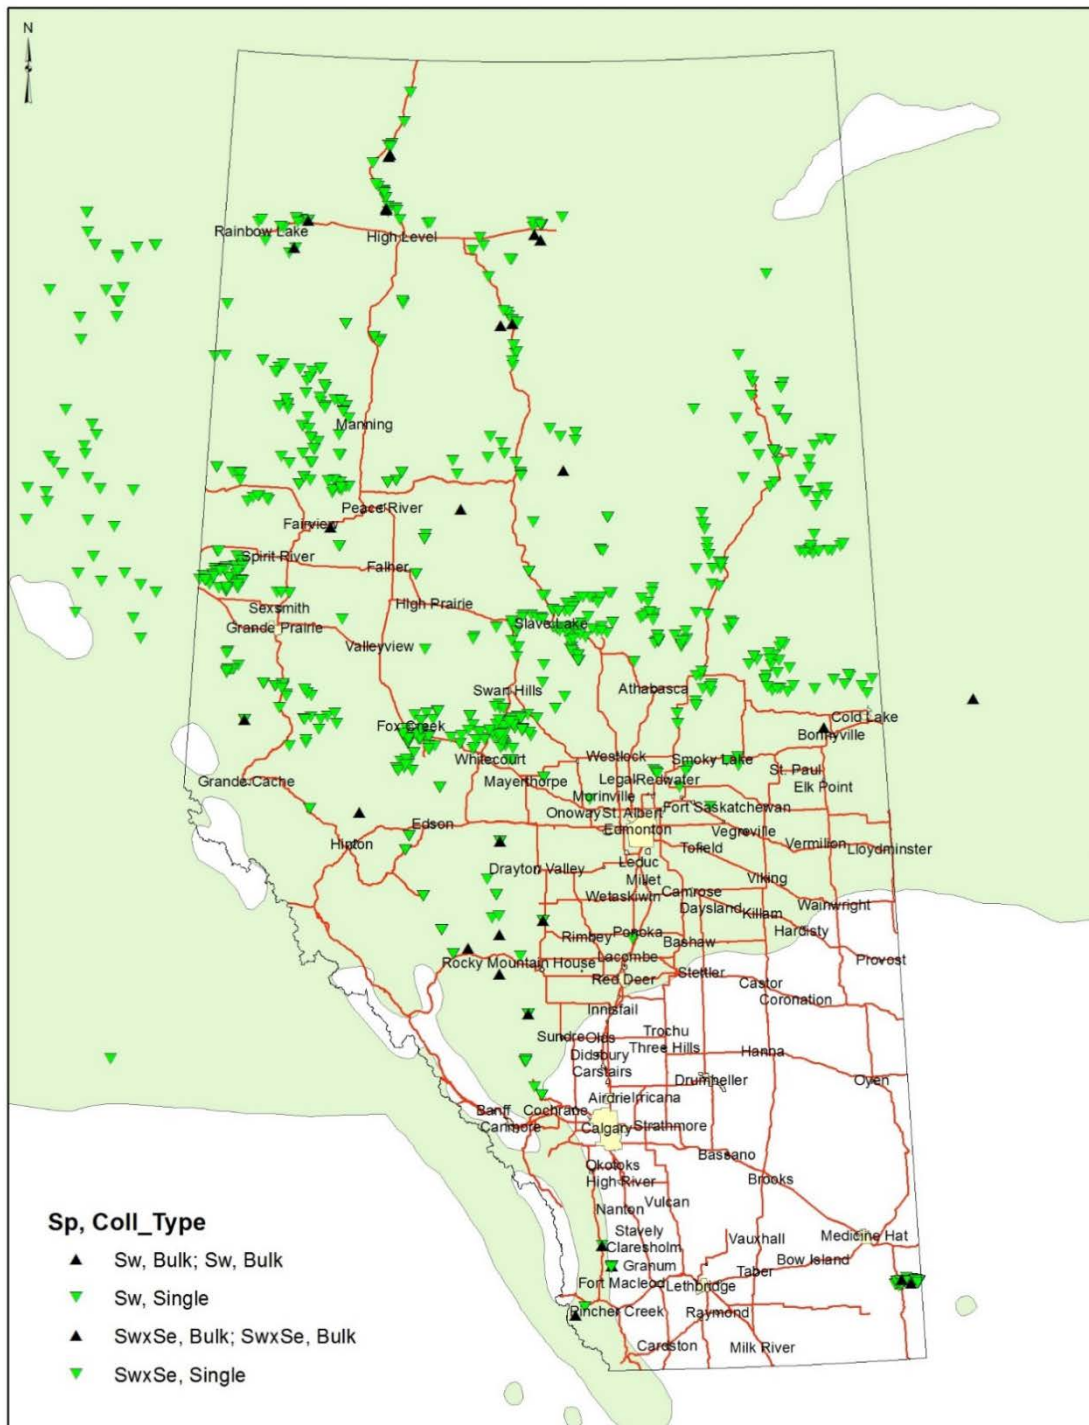 N
Rainbow Lake
High Level
Manning
Peace River
Fairview
Spirit River
Falher
Sexsmith
High Prairie
Grande Prairie
Slave Lake
Valleyview
Swan Hills
Athabasca
Fox Creek
Cold Lake
Bonnyville
Whitecourt
Westlock
Smoky Lake
St. Paul
Grande Cache
Mayerthorpe
Legal
Redwater
Elk Point
Morinville
Onoway
St. Albert
Fort Saskatchewan
Edson
Edmonton
Vegreville
Hinton
Tofield
Vermilion
Lloydminster
Drayton Valley
Leduc
Millet
Viking
Wetaskiwin
Camrose
Daysland
Killam
Wainwright
Rimbey
Ponoka
Bashaw
Hardisty
Rocky Mountain House
Lacombe
Provost
Red Deer
Stettler
Castor
Coronation
Innisfail
Sundre
Olds
Trochu
Didsbury
Three Hills
Hanna
Carstairs
Drumheller
Oyen
Airdrie
Irricana
Banff
Cochrane
Canmore
Calgary
Strathmore
Bassano
Okotoks
High River
Brooks
Nanton
Vulcan
Stavely
Claresholm
Vauxhall
Medicine Hat
Granum
Bow Island
Fort Macleod
Lethbridge
Taber
Pincher Creek
Raymond
Cardston
Milk River
Sp, Coll_Type
Sw, Bulk; Sw, Bulk
Sw, Single
SwxSe, Bulk; SwxSe, Bulk
SwxSe, Single